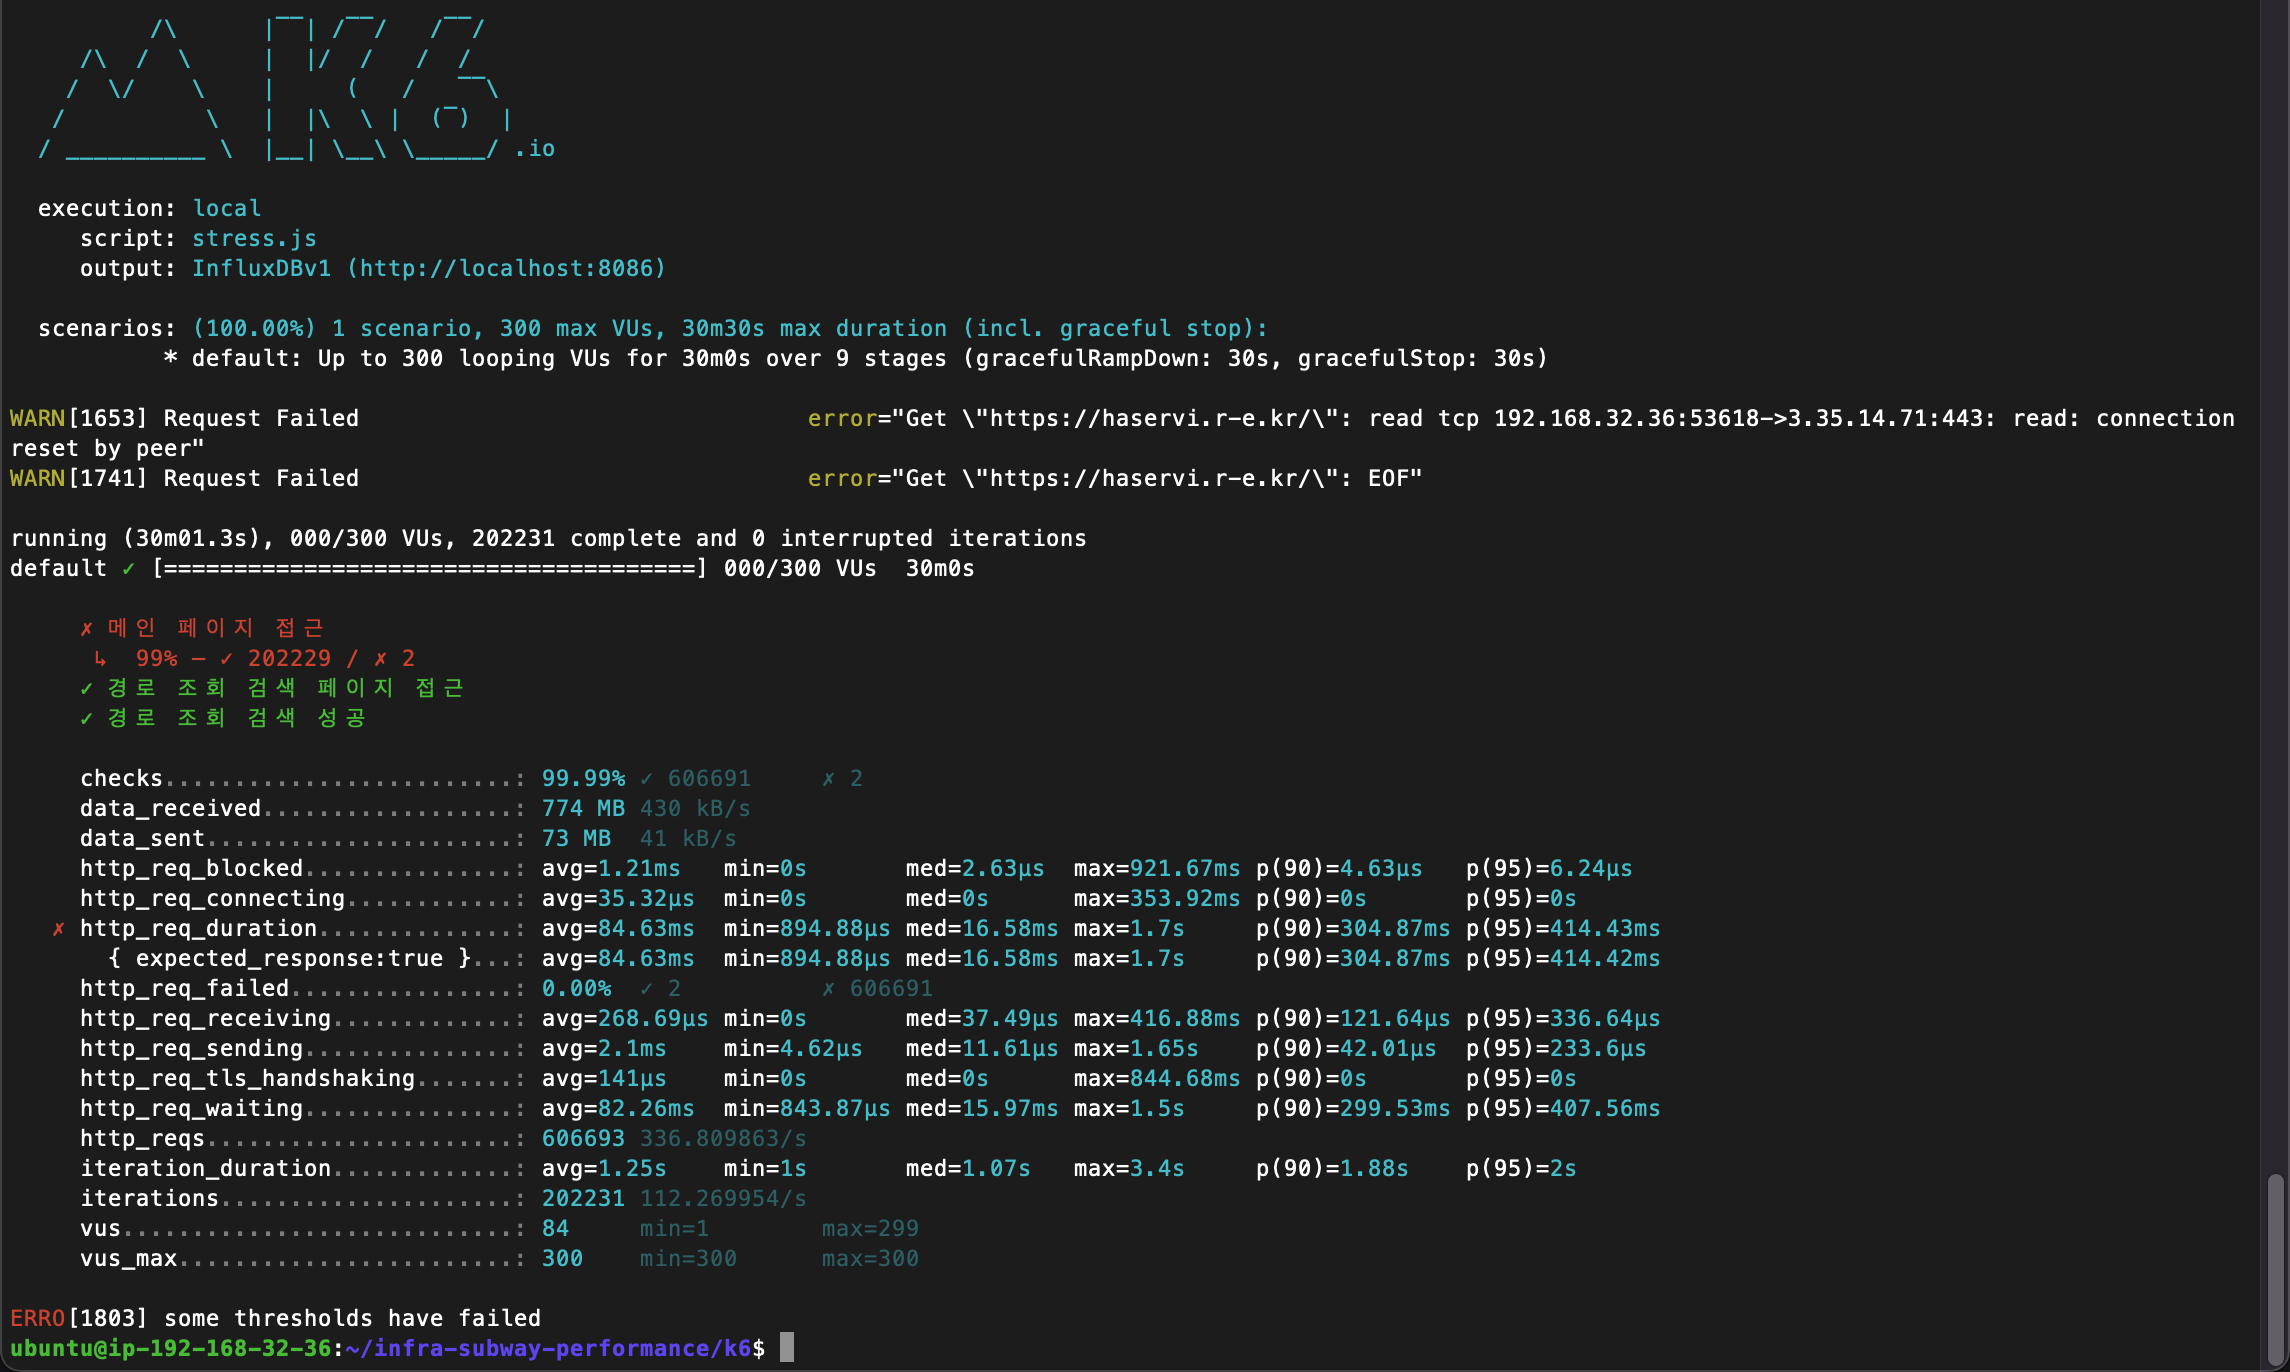 /\      |‾‾| /‾‾/   /‾‾/
     /\  /  \     |  |/  /   /  /
    /  \/    \    |     (   /   ‾‾\
   /          \   |  |\  \ |  (‾)  |
  / __________ \  |__| \__\ \_____/ .io
execution: local
script: stress.js
output: InfluxDBv1 (http://localhost:8086)
scenarios: (100.00%) 1 scenario, 300 max VUs, 30m30s max duration (incl. graceful stop):
* default: Up to 300 looping VUs for 30m0s over 9 stages (gracefulRampDown: 30s, gracefulStop: 30s)
WARN[1653] Request Failed error="Get \"https://haservi.r-e.kr/\": read tcp 192.168.32.36:53618->3.35.14.71:443: read: connection
reset by peer"
WARN[1741] Request Failed error="Get \"https://haservi.r-e.kr/\": EOF"
running (30m01.3s), 000/300 VUs, 202231 complete and 0 interrupted iterations
default ✓ [======================================] 000/300 VUs  30m0s
✗ 메인 페이지 접근
↳  99% — ✓ 202229 / ✗ 2
✓ 경로 조회 검색 페이지 접근
✓ 경로 조회 검색 성공
checks.........................: 99.99% ✓ 606691 ✗ 2
data_received..................: 774 MB 430 kB/s
data_sent......................: 73 MB 41 kB/s
http_req_blocked...............: avg=1.21ms min=0s med=2.63µs max=921.67ms p(90)=4.63µs p(95)=6.24µs
http_req_connecting............: avg=35.32µs min=0s med=0s max=353.92ms p(90)=0s p(95)=0s
✗ http_req_duration..............: avg=84.63ms min=894.88µs med=16.58ms max=1.7s p(90)=304.87ms p(95)=414.43ms
{ expected_response:true }...: avg=84.63ms min=894.88µs med=16.58ms max=1.7s p(90)=304.87ms p(95)=414.42ms
http_req_failed................: 0.00% ✓ 2 ✗ 606691
http_req_receiving.............: avg=268.69µs min=0s med=37.49µs max=416.88ms p(90)=121.64µs p(95)=336.64µs
http_req_sending...............: avg=2.1ms min=4.62µs med=11.61µs max=1.65s p(90)=42.01µs p(95)=233.6µs
http_req_tls_handshaking.......: avg=141µs min=0s med=0s max=844.68ms p(90)=0s p(95)=0s
http_req_waiting...............: avg=82.26ms min=843.87µs med=15.97ms max=1.5s p(90)=299.53ms p(95)=407.56ms
http_reqs......................: 606693 336.809863/s
iteration_duration.............: avg=1.25s min=1s med=1.07s max=3.4s p(90)=1.88s p(95)=2s
iterations.....................: 202231 112.269954/s
vus............................: 84 min=1 max=299
vus_max........................: 300 min=300 max=300
ERRO[1803] some thresholds have failed
ubuntu@ip-192-168-32-36:~/infra-subway-performance/k6$